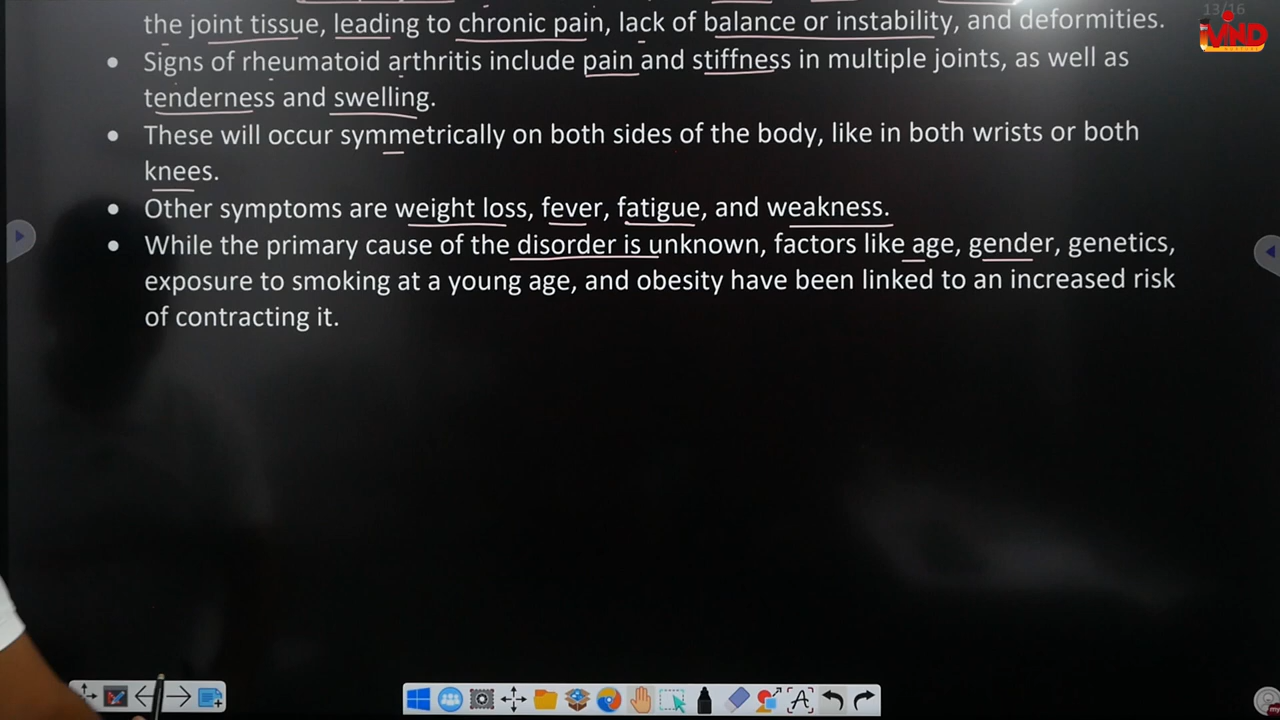 13/16
the joint tissue, leading to chronic pain, lack of balance or instability, and deformities.
• Signs of rheumatoid arthritis include pain and stiffness in multiple joints, as well as
tenderness and swelling.
• These will occur symmetrically on both sides of the body, like in both wrists or both
knees.
• Other symptoms are weight loss, fever, fatigue, and weakness.
• While the primary cause of the disorder is unknown, factors like age, gender, genetics,
exposure to smoking at a young age, and obesity have been linked to an increased risk
of contracting it.